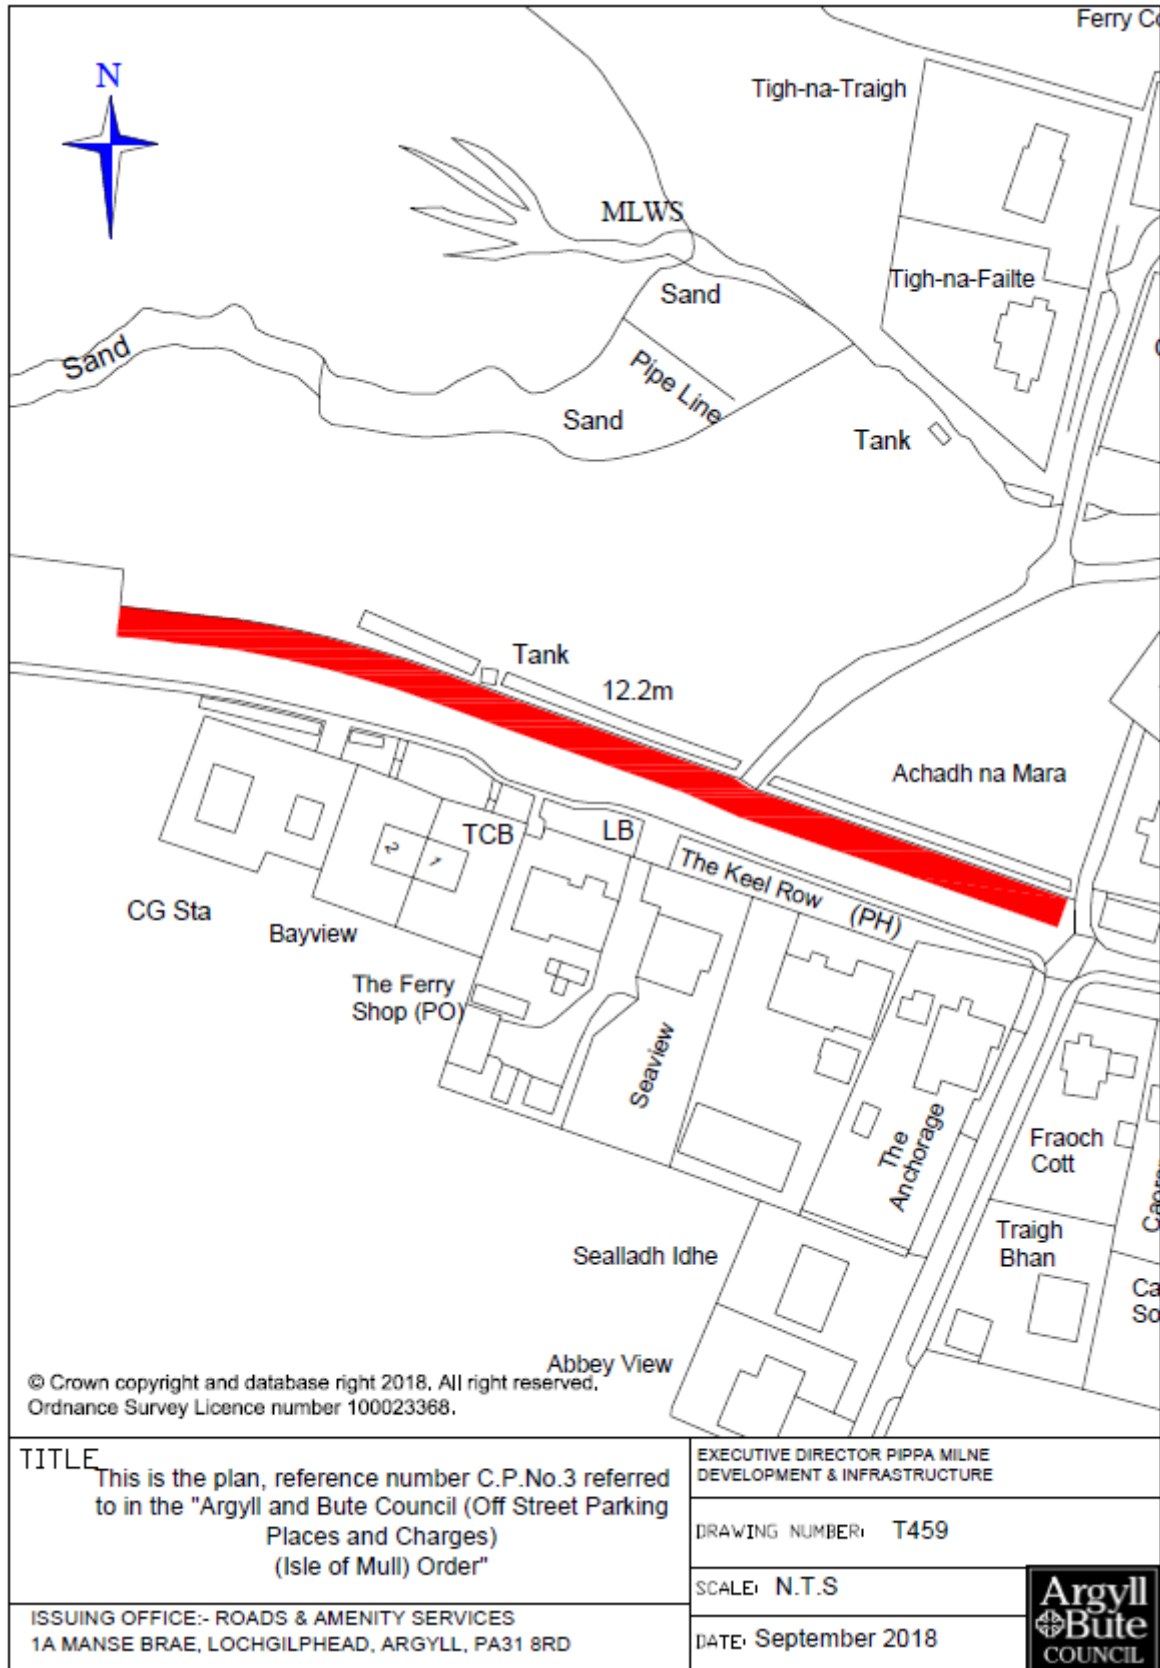 Ferry Co
N
Tigh-na-Traigh
MLWS
Tigh-na-Failte
Sand
Sand
Pipe Line
Sand
Tank
Tank
12.2m
Achadh na Mara
TCB
LB
2
1
The Keel Row (PH)
CG Sta
Bayview
The Ferry
Shop (PO)
Seaview
The
Anchorage
Fraoch
Cott
Traigh
Bhan
Caora
Sealladh Idhe
Ca
So
Abbey View
© Crown copyright and database right 2018. All right reserved.
Ordnance Survey Licence number 100023368.
TITLE
This is the plan, reference number C.P.No.3 referred
to in the "Argyll and Bute Council (Off Street Parking
Places and Charges)
(Isle of Mull) Order"
ISSUING OFFICE:- ROADS & AMENITY SERVICES
1A MANSE BRAE, LOCHGILPHEAD, ARGYLL, PA31 8RD
EXECUTIVE DIRECTOR PIPPA MILNE
DEVELOPMENT & INFRASTRUCTURE
DRAWING NUMBER: T459
SCALE: N.T.S
DATE: September 2018
Argyll
Bute
COUNCIL